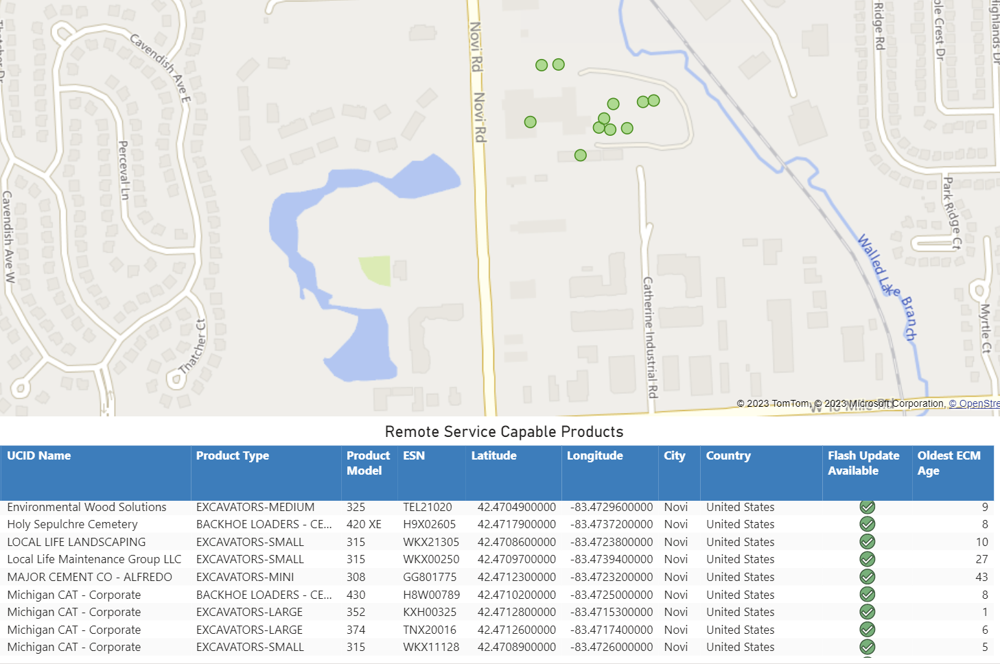 Cavendish Ave E
Novi Rd
Novi Rd
Ridge Rd
ple Crest Dr
Highlands Dr
Thatcher Dr
Perceval Ln
Cavendish Ave W
Park Ridge Ct
Walled Lake Branch
Catherine Industrial Rd
Thatcher Ct
Myrtle Ct
© 2023 TomTom, © 2023 Microsoft Corporation, © OpenStre
Remote Service Capable Products
UCID Name Product Type Product Model ESN Latitude Longitude City Country Flash Update Available Oldest ECM Age
Environmental Wood Solutions EXCAVATORS-MEDIUM 325 TEL21020 42.4704900000 -83.4729600000 Novi United States 9
Holy Sepulchre Cemetery BACKHOE LOADERS - CE... 420 XE H9X02605 42.4717900000 -83.4737200000 Novi United States 8
LOCAL LIFE LANDSCAPING EXCAVATORS-SMALL 315 WKX21305 42.4708600000 -83.4723800000 Novi United States 10
Local Life Maintenance Group LLC EXCAVATORS-SMALL 315 WKX00250 42.4709700000 -83.4739400000 Novi United States 27
MAJOR CEMENT CO - ALFREDO EXCAVATORS-MINI 308 GG801775 42.4712300000 -83.4723200000 Novi United States 43
Michigan CAT - Corporate BACKHOE LOADERS - CE... 430 H8W00789 42.4710200000 -83.4725000000 Novi United States 8
Michigan CAT - Corporate EXCAVATORS-LARGE 352 KXH00325 42.4712800000 -83.4715300000 Novi United States 1
Michigan CAT - Corporate EXCAVATORS-LARGE 374 TNX20016 42.4712600000 -83.4717400000 Novi United States 6
Michigan CAT - Corporate EXCAVATORS-SMALL 315 WKX11128 42.4708900000 -83.4726000000 Novi United States 5